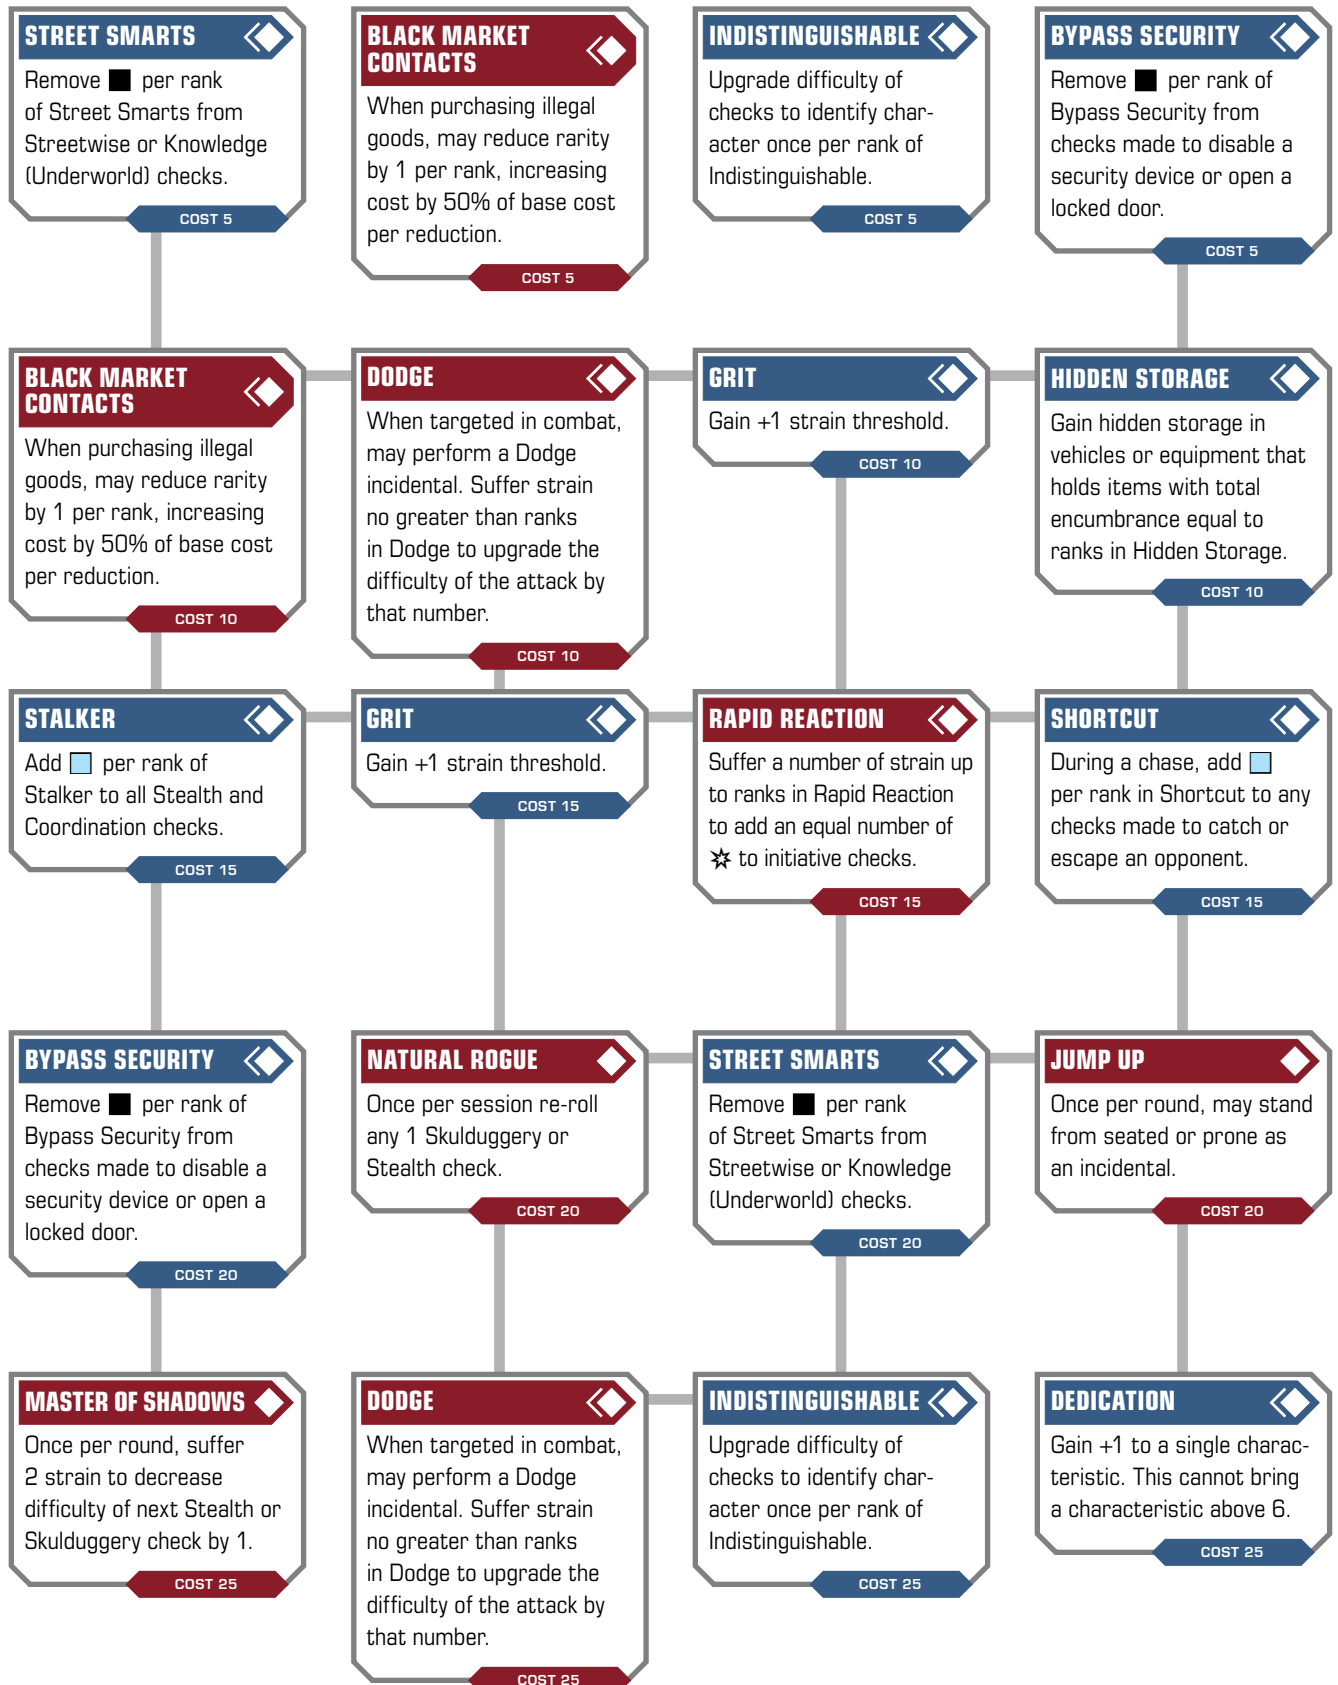 STREET SMARTS
Remove per rank
of Street Smarts from
Streetwise or Knowledge
(Underworld) checks.
COST 5
BLACK MARKET
CONTACTS
When purchasing illegal
goods, may reduce rarity
by 1 per rank, increasing
cost by 50% of base cost
per reduction.
COST 5
INDISTINGUISHABLE
Upgrade difficulty of
checks to identify char-
acter once per rank of
Indistinguishable.
COST 5
BYPASS SECURITY
Remove per rank of
Bypass Security from
checks made to disable a
security device or open a
locked door.
COST 5
BLACK MARKET
CONTACTS
When purchasing illegal
goods, may reduce rarity
by 1 per rank, increasing
cost by 50% of base cost
per reduction.
COST 10
DODGE
When targeted in combat,
may perform a Dodge
incidental. Suffer strain
no greater than ranks
in Dodge to upgrade the
difficulty of the attack by
that number.
COST 10
GRIT
Gain +1 strain threshold.
COST 10
HIDDEN STORAGE
Gain hidden storage in
vehicles or equipment that
holds items with total
encumbrance equal to
ranks in Hidden Storage.
COST 10
STALKER
Add per rank of
Stalker to all Stealth and
Coordination checks.
COST 15
GRIT
Gain +1 strain threshold.
COST 15
RAPID REACTION
Suffer a number of strain up
to ranks in Rapid Reaction
to add an equal number of
to initiative checks.
COST 15
SHORTCUT
During a chase, add
per rank in Shortcut to any
checks made to catch or
escape an opponent.
COST 15
BYPASS SECURITY
Remove per rank of
Bypass Security from
checks made to disable a
security device or open a
locked door.
COST 20
NATURAL ROGUE
Once per session re-roll
any 1 Skulduggery or
Stealth check.
COST 20
STREET SMARTS
Remove per rank
of Street Smarts from
Streetwise or Knowledge
(Underworld) checks.
COST 20
JUMP UP
Once per round, may stand
from seated or prone as
an incidental.
COST 20
MASTER OF SHADOWS
Once per round, suffer
2 strain to decrease
difficulty of next Stealth or
Skulduggery check by 1.
COST 25
DODGE
When targeted in combat,
may perform a Dodge
incidental. Suffer strain
no greater than ranks
in Dodge to upgrade the
difficulty of the attack by
that number.
COST 25
INDISTINGUISHABLE
Upgrade difficulty of
checks to identify char-
acter once per rank of
Indistinguishable.
COST 25
DEDICATION
Gain +1 to a single charac-
teristic. This cannot bring
a characteristic above 6.
COST 25